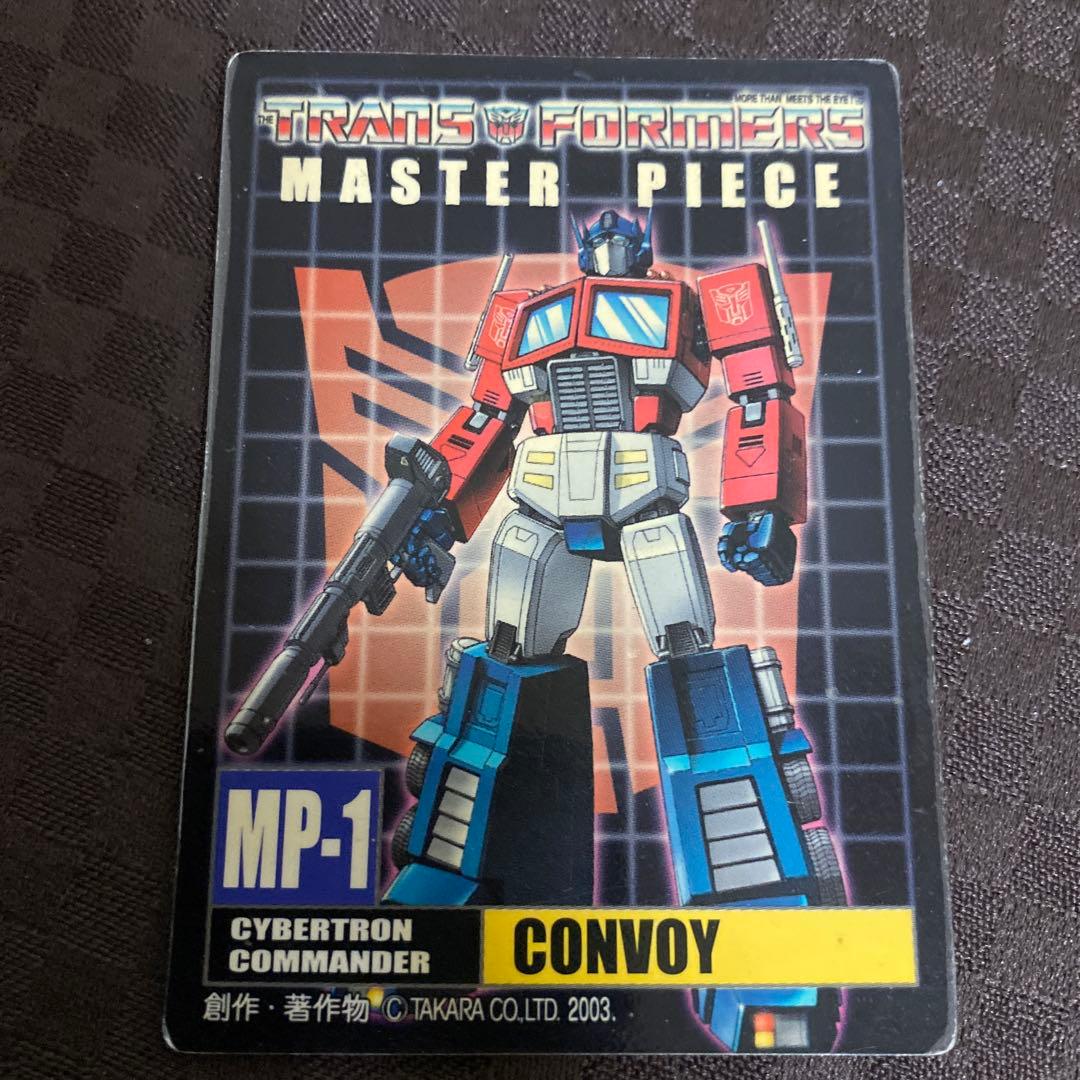 MORE THAN MEETS THE EYE!
THE TRANSFORMERS
MASTER PIECE
MP-1
CYBERTRON
COMMANDER
CONVOY
創作・著作物 ©TAKARA CO.,LTD. 2003.